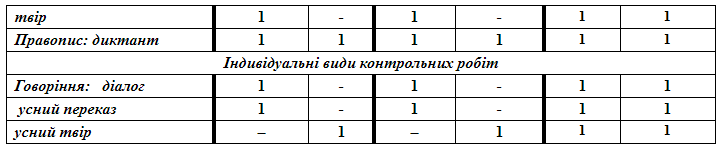 твір 1 - 1 - 1 1
Правопис: диктант 1 1 1 1 1 1
Індивідуальні види контрольних робіт
Говоріння: діалог 1 - 1 - 1 1
усний переказ 1 - 1 - 1 1
усний твір – 1 – 1 1 1